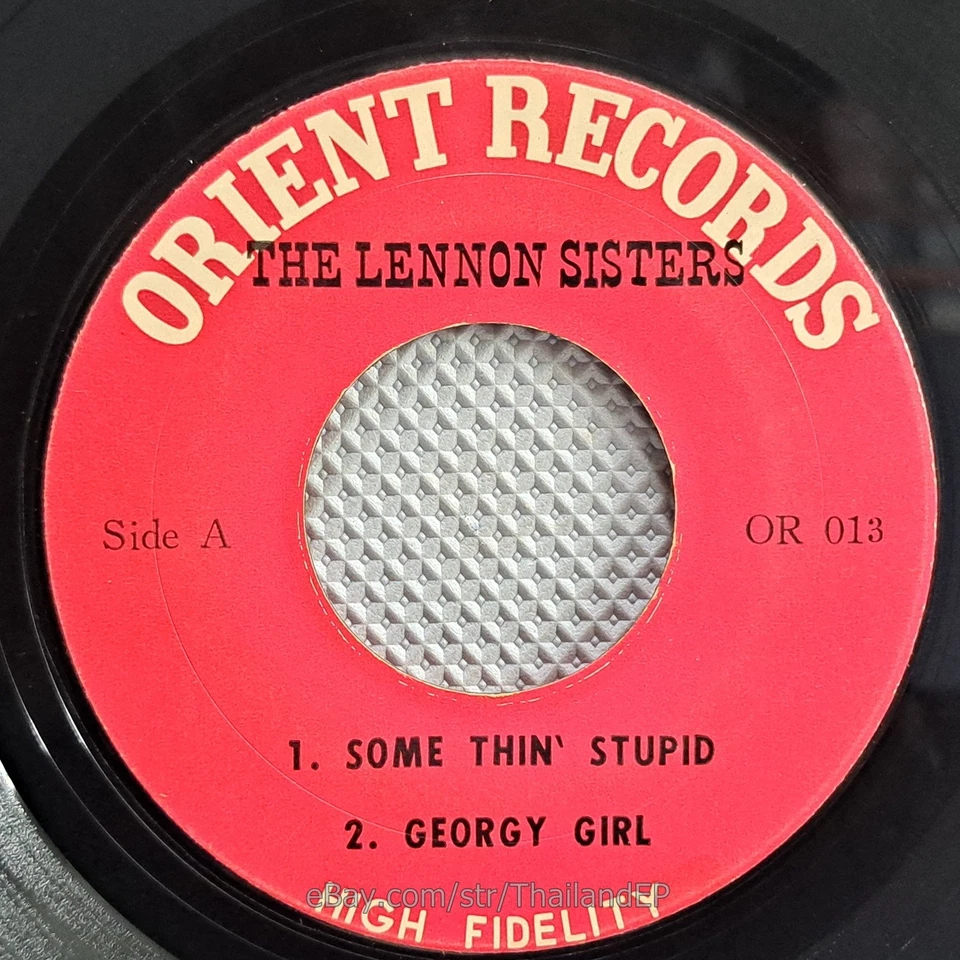 ORIENT RECORDS
THE LENNON SISTERS
Side A
OR 013
1. SOME THIN' STUPID
2. GEORGY GIRL
eBay.com/str/ThailandEP
HIGH FIDELITY